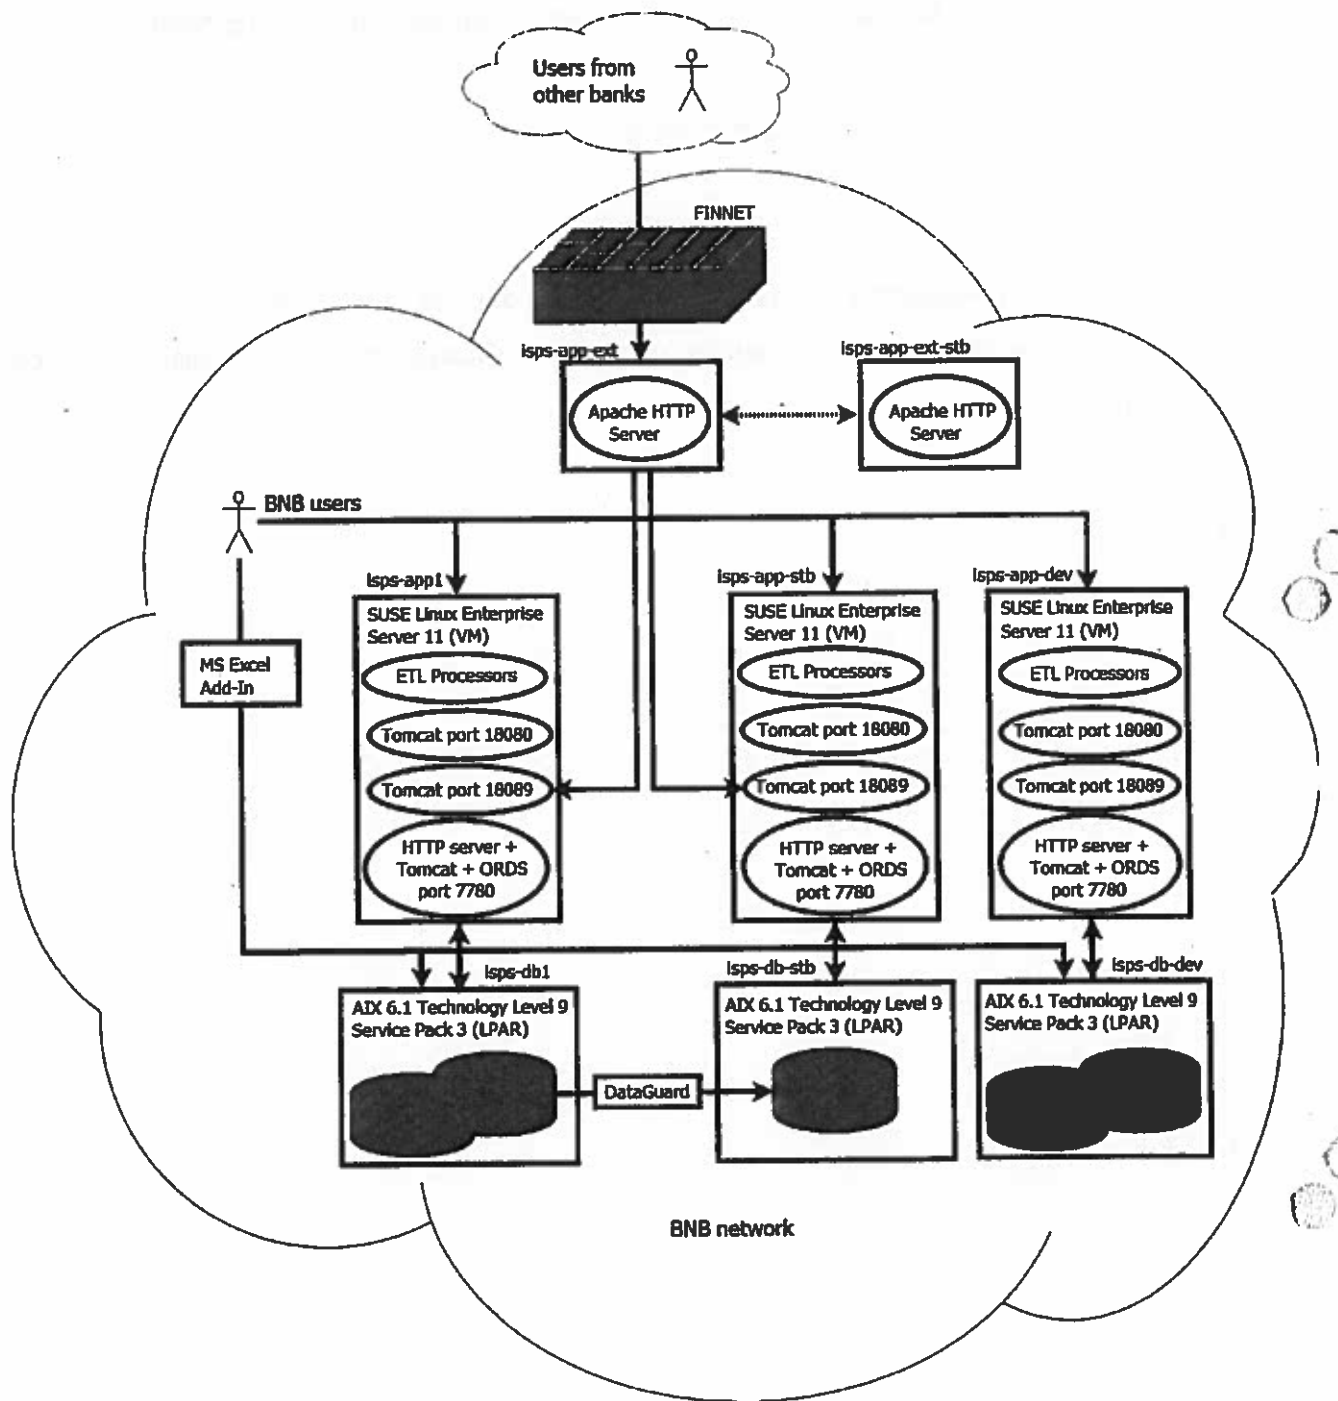 Users from
other banks
FINNET
isps-app-ext
isps-app-ext-stb
Apache HTTP
Server
Apache HTTP
Server
BNB users
isps-app1
isps-app-stb
isps-app-dev
SUSE Linux Enterprise
Server 11 (VM)
ETL Processors
Tomcat port 18080
Tomcat port 18089
HTTP server +
Tomcat + ORDS
port 7780
SUSE Linux Enterprise
Server 11 (VM)
ETL Processors
Tomcat port 18080
Tomcat port 18089
HTTP server +
Tomcat + ORDS
port 7780
SUSE Linux Enterprise
Server 11 (VM)
ETL Processors
Tomcat port 18080
Tomcat port 18089
HTTP server +
Tomcat + ORDS
port 7780
MS Excel
Add-In
isps-db1
isps-db-stb
isps-db-dev
AIX 6.1 Technology Level 9
Service Pack 3 (LPAR)
DataGuard
AIX 6.1 Technology Level 9
Service Pack 3 (LPAR)
AIX 6.1 Technology Level 9
Service Pack 3 (LPAR)
BNB network